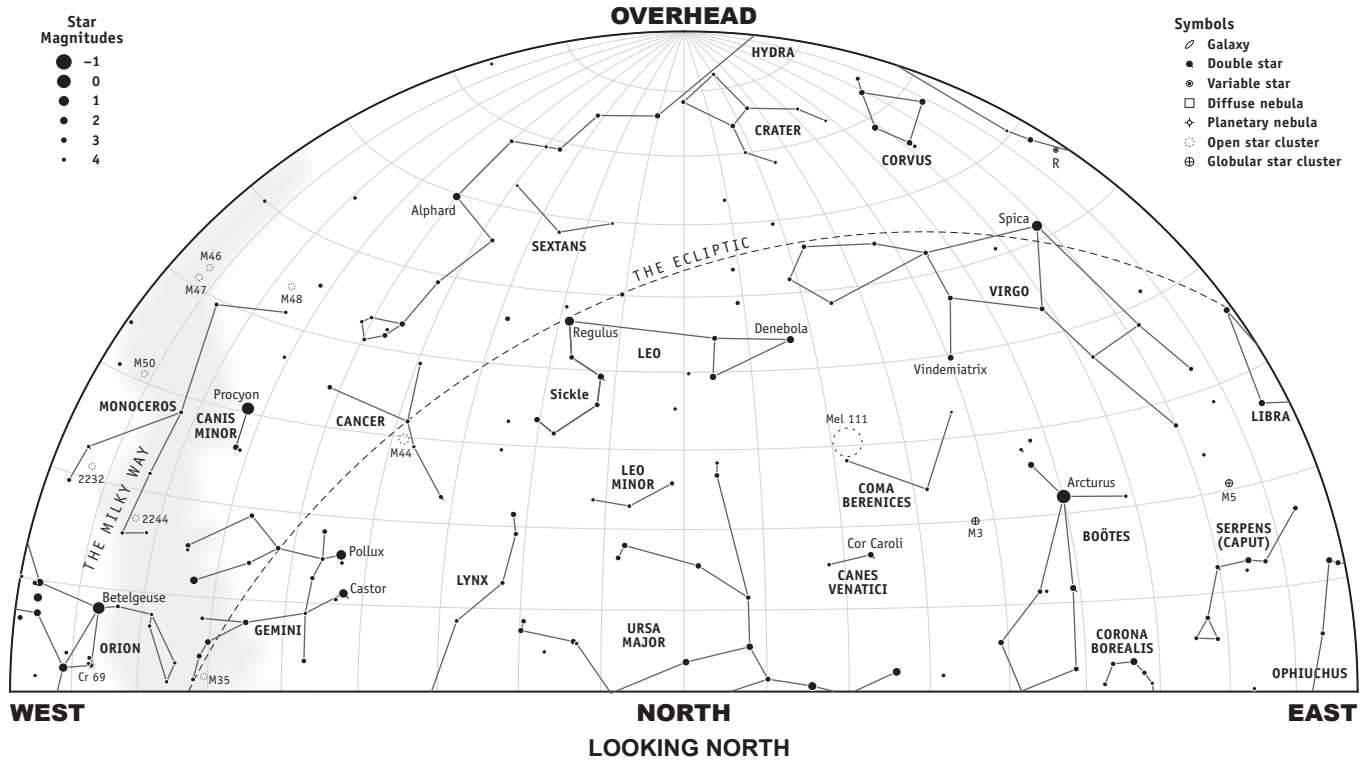 OVERHEAD
Star
Magnitudes
−1
0
1
2
3
4
Symbols
Galaxy
Double star
Variable star
Diffuse nebula
Planetary nebula
Open star cluster
Globular star cluster
HYDRA
CRATER
CORVUS
R
Alphard
Spica
SEXTANS
THE ECLIPTIC
M46
M47
M48
VIRGO
Regulus
Denebola
LEO
M50
Vindemiatrix
Procyon
Sickle
MONOCEROS
CANIS
MINOR
CANCER
LIBRA
Mel 111
M44
THE MILKY WAY
2232
LEO
MINOR
COMA
BERENICES
Arcturus
M5
2244
M3
BOÖTES
SERPENS
(CAPUT)
Pollux
Cor Caroli
LYNX
CANES
VENATICI
Castor
Betelgeuse
GEMINI
URSA
MAJOR
ORION
CORONA
BOREALIS
Cr 69
M35
OPHIUCHUS
WEST
NORTH
EAST
LOOKING NORTH